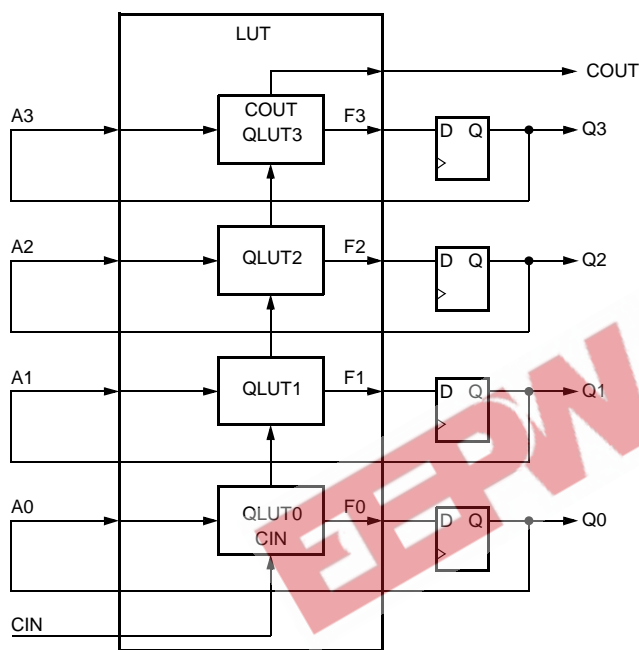 LUT
COUT
A3
COUT
QLUT3
F3
D Q
Q3
A2
QLUT2
F2
D Q
Q2
A1
QLUT1
F1
D Q
Q1
A0
QLUT0
CIN
F0
D Q
Q0
CIN
EEPW